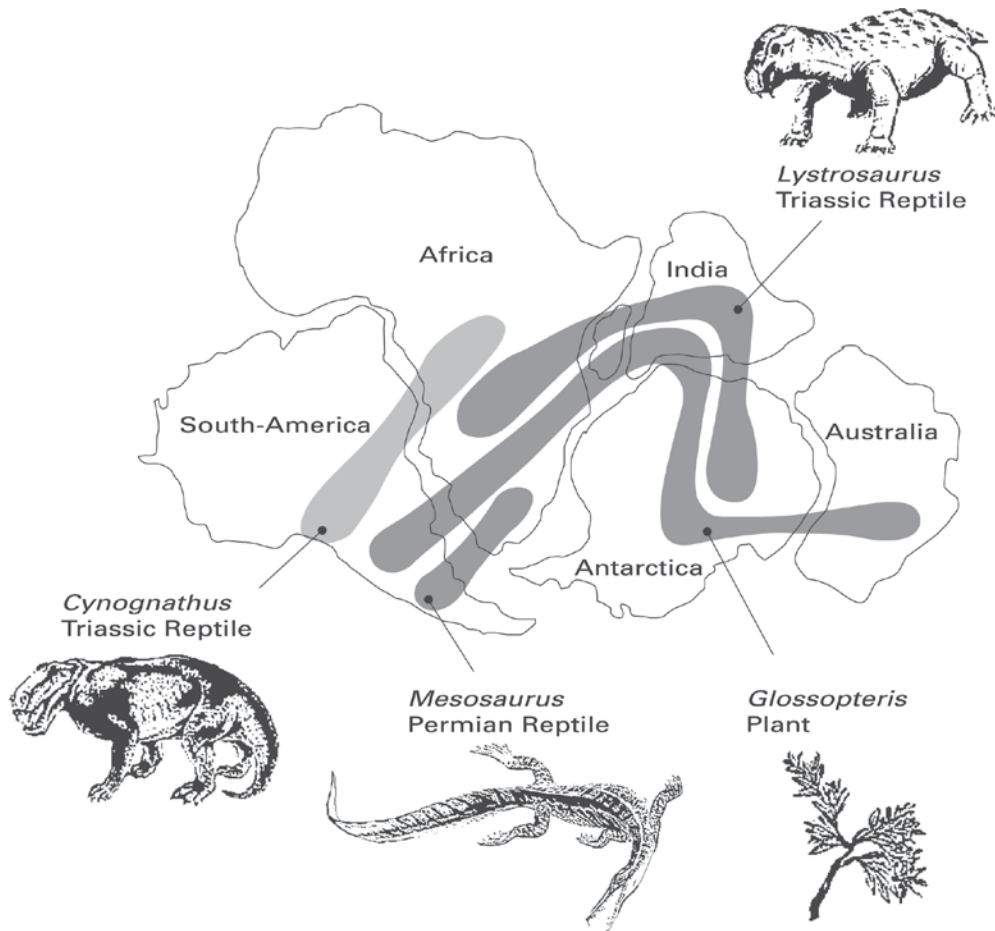 Lystrosaurus
Triassic Reptile
Africa
India
South-America
Australia
Antarctica
Cynognathus
Triassic Reptile
Mesosaurus
Permian Reptile
Glossopteris
Plant